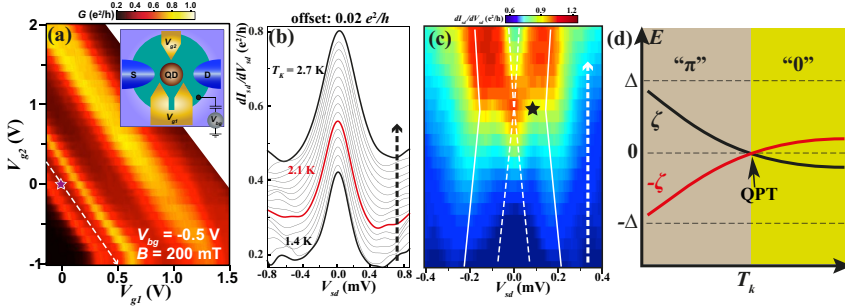 G (e²/h) 0.2 0.4 0.6 0.8 1.0
(a)
V_g2
S QD D
V_g1
V_bg
V_g2 (V)
2
1
0
-1
V_bg = -0.5 V
B = 200 mT
0 0.5 1.0 1.5
V_g1 (V)
offset: 0.02 e²/h
(b)
dI_sd/dV_sd (e²/h)
0.8
0.6
0.4
0.2
T_K = 2.7 K
2.1 K
1.4 K
-0.8 -0.4 0.0 0.4 0.8
V_sd (mV)
dI_sd/dV_sd (e²/h) 0.6 0.9 1.2
(c)
-0.4 -0.2 0.0 0.2 0.4
V_sd (mV)
(d)
E
“π” “0”
Δ
ζ
0
-ζ
QPT
-Δ
T_k